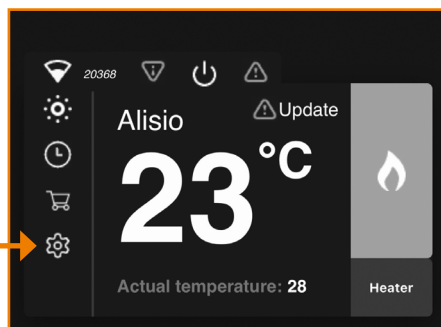 20368
Alisio
Update
23°C
Actual temperature: 28
Heater